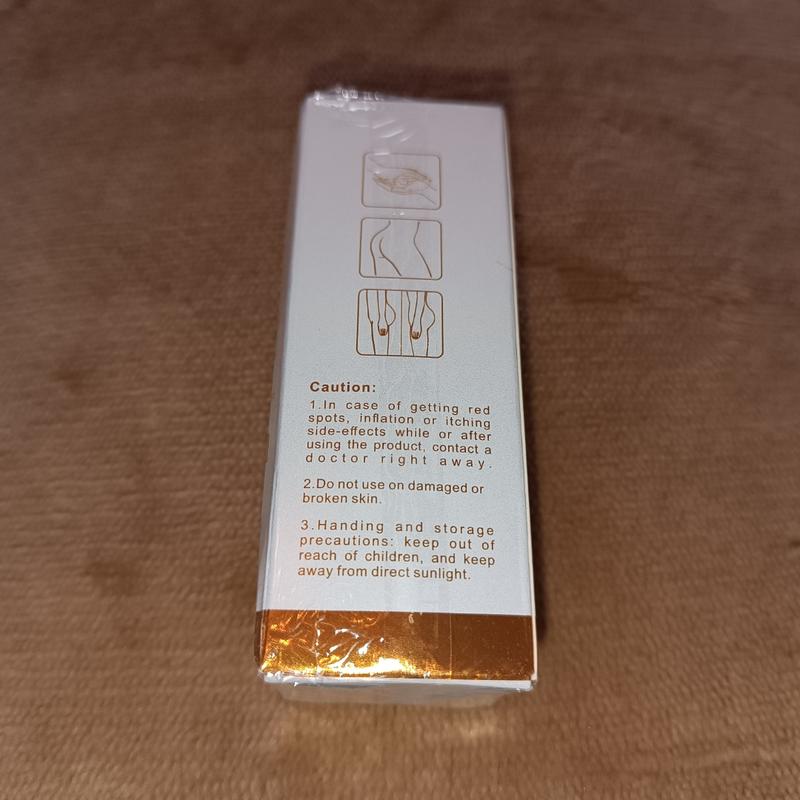 Caution:
1.In case of getting red
spots, inflation or itching
side-effects while or after
using the product, contact a
doctor right away.
2.Do not use on damaged or
broken skin.
3.Handing and storage
precautions: keep out of
reach of children, and keep
away from direct sunlight.